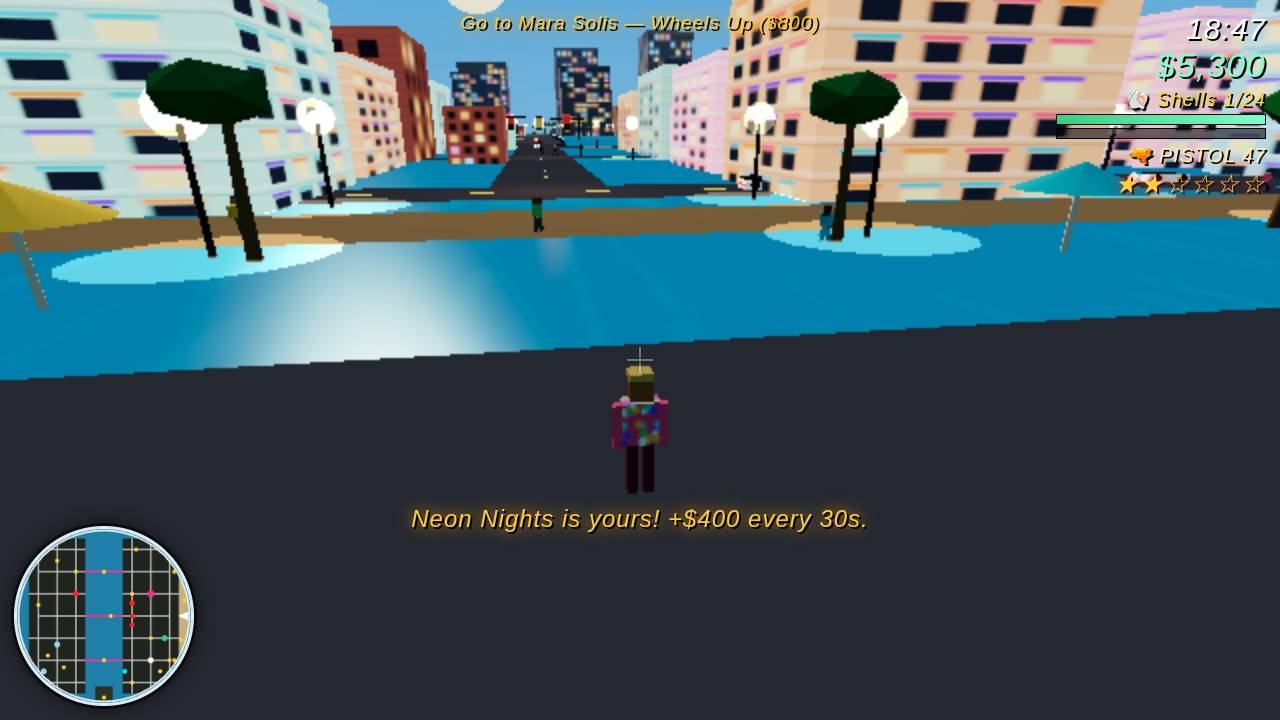 Go to Mara Solis — Wheels Up ($800)
18:47
$5,300
Shells 1/24
PISTOL 47
Neon Nights is yours! +$400 every 30s.